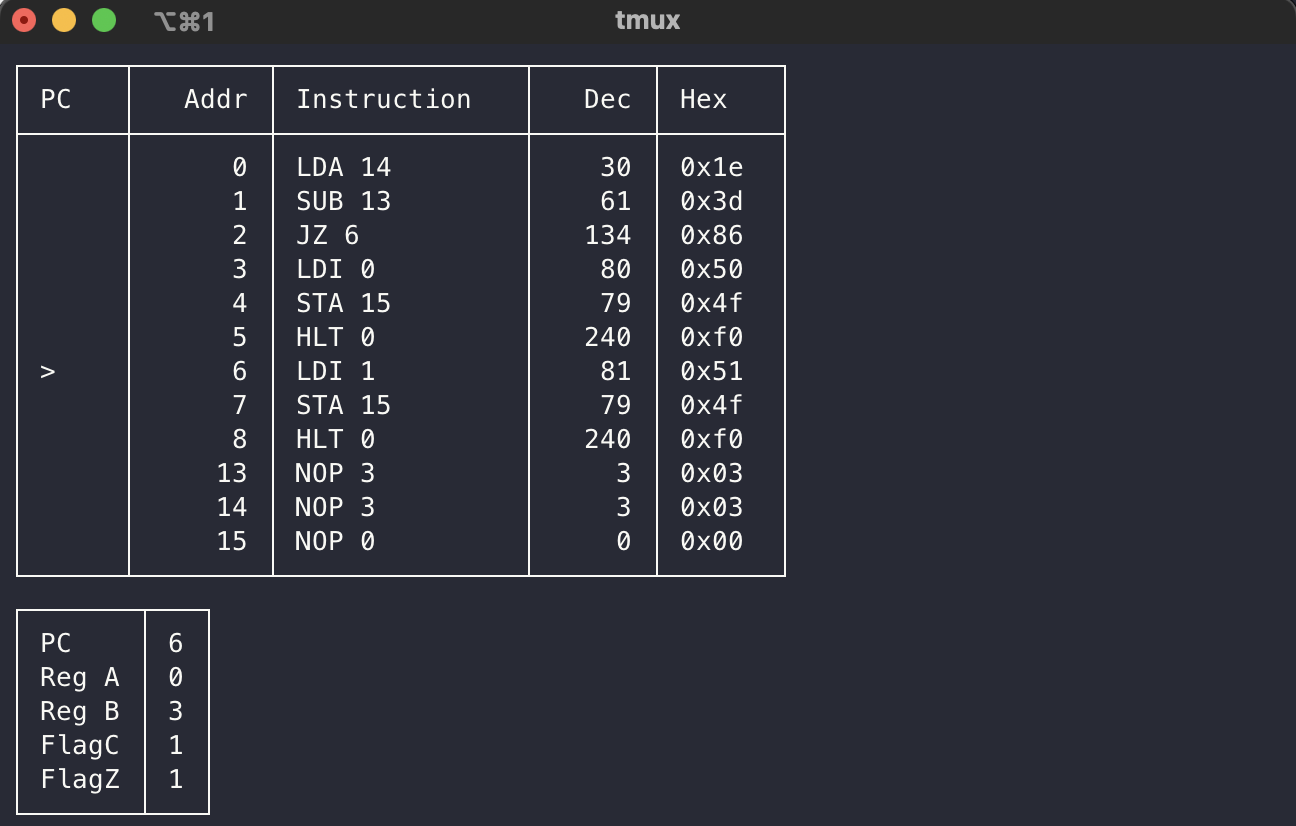 ⌥⌘1 tmux
PC Addr Instruction Dec Hex
0 LDA 14 30 0x1e
1 SUB 13 61 0x3d
2 JZ 6 134 0x86
3 LDI 0 80 0x50
4 STA 15 79 0x4f
5 HLT 0 240 0xf0
> 6 LDI 1 81 0x51
7 STA 15 79 0x4f
8 HLT 0 240 0xf0
13 NOP 3 3 0x03
14 NOP 3 3 0x03
15 NOP 0 0 0x00
PC 6
Reg A 0
Reg B 3
FlagC 1
FlagZ 1